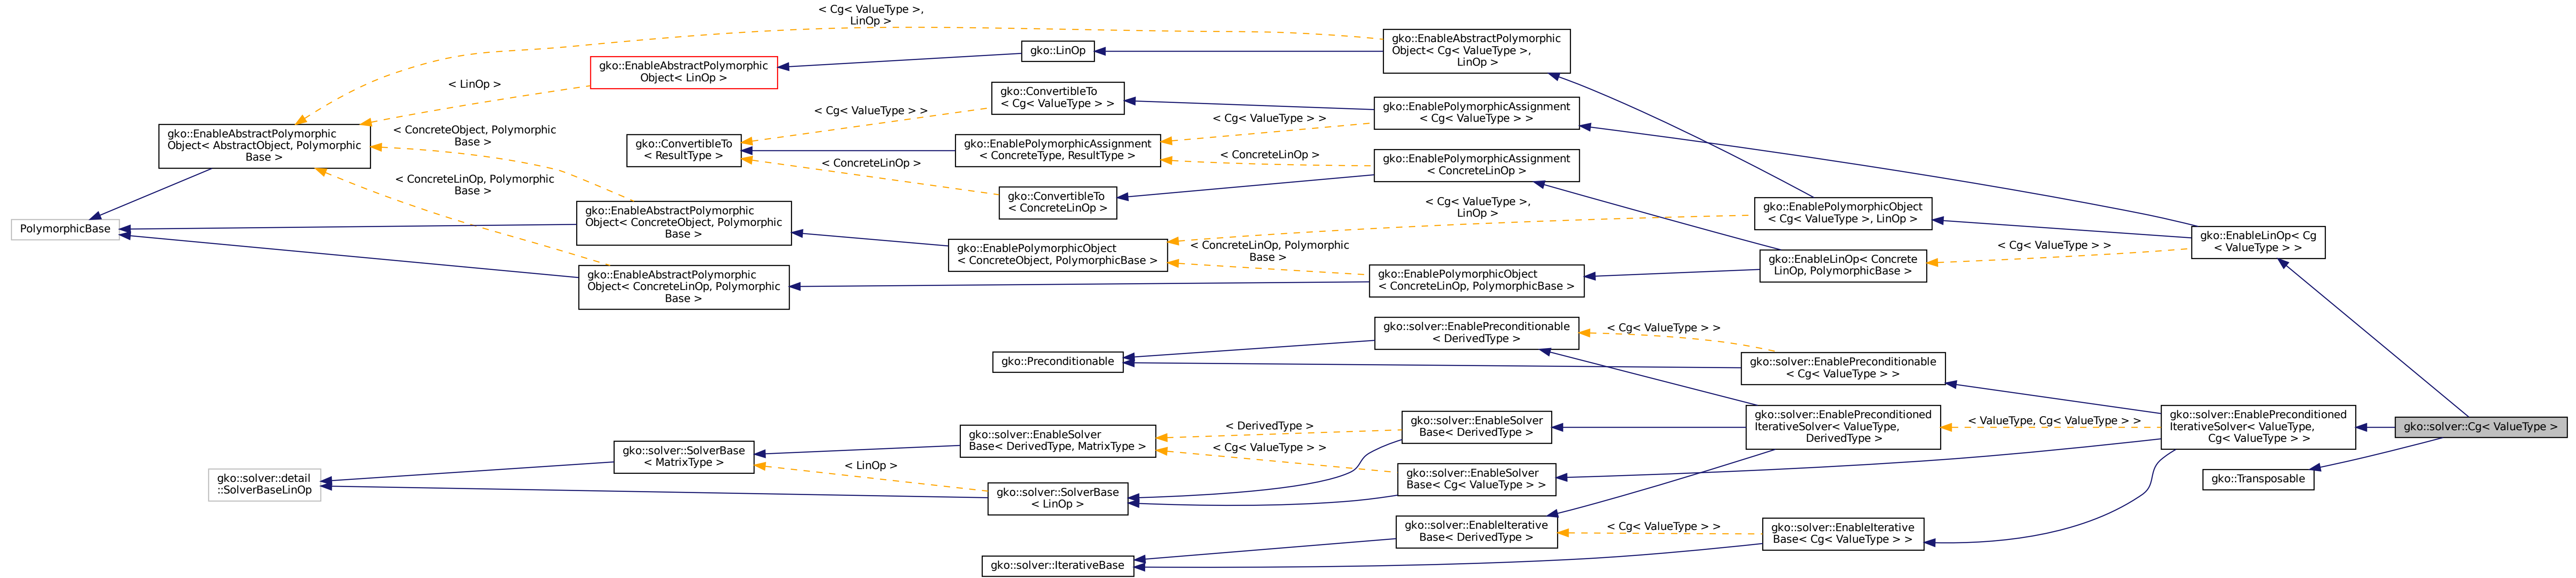 < Cg< ValueType >,
LinOp >
gko::EnableAbstractPolymorphic
Object< Cg< ValueType >,
LinOp >
gko::LinOp
gko::EnableAbstractPolymorphic
Object< LinOp >
< LinOp >
gko::ConvertibleTo
< Cg< ValueType > >
< Cg< ValueType > >
gko::EnablePolymorphicAssignment
< Cg< ValueType > >
< Cg< ValueType > >
gko::EnableAbstractPolymorphic
Object< AbstractObject, Polymorphic
Base >
< ConcreteObject, Polymorphic
Base >
gko::ConvertibleTo
< ResultType >
gko::EnablePolymorphicAssignment
< ConcreteType, ResultType >
< ConcreteLinOp >
gko::EnablePolymorphicAssignment
< ConcreteLinOp >
< ConcreteLinOp >
< ConcreteLinOp, Polymorphic
Base >
gko::ConvertibleTo
< ConcreteLinOp >
PolymorphicBase
gko::EnableAbstractPolymorphic
Object< ConcreteObject, Polymorphic
Base >
< Cg< ValueType >,
LinOp >
gko::EnablePolymorphicObject
< Cg< ValueType >, LinOp >
gko::EnableLinOp< Cg
< ValueType > >
gko::EnablePolymorphicObject
< ConcreteObject, PolymorphicBase >
< ConcreteLinOp, Polymorphic
Base >
< Cg< ValueType > >
gko::EnableLinOp< Concrete
LinOp, PolymorphicBase >
gko::EnableAbstractPolymorphic
Object< ConcreteLinOp, Polymorphic
Base >
gko::EnablePolymorphicObject
< ConcreteLinOp, PolymorphicBase >
gko::solver::EnablePreconditionable
< DerivedType >
< Cg< ValueType > >
gko::Preconditionable
gko::solver::EnablePreconditionable
< Cg< ValueType > >
gko::solver::EnableSolver
Base< DerivedType >
gko::solver::EnablePreconditioned
IterativeSolver< ValueType,
DerivedType >
< ValueType, Cg< ValueType > >
gko::solver::EnablePreconditioned
IterativeSolver< ValueType,
Cg< ValueType > >
gko::solver::Cg< ValueType >
< DerivedType >
gko::solver::EnableSolver
Base< DerivedType, MatrixType >
< Cg< ValueType > >
gko::solver::SolverBase
< MatrixType >
< LinOp >
gko::solver::EnableSolver
Base< Cg< ValueType > >
gko::Transposable
gko::solver::detail
::SolverBaseLinOp
gko::solver::SolverBase
< LinOp >
gko::solver::EnableIterative
Base< DerivedType >
< Cg< ValueType > >
gko::solver::EnableIterative
Base< Cg< ValueType > >
gko::solver::IterativeBase